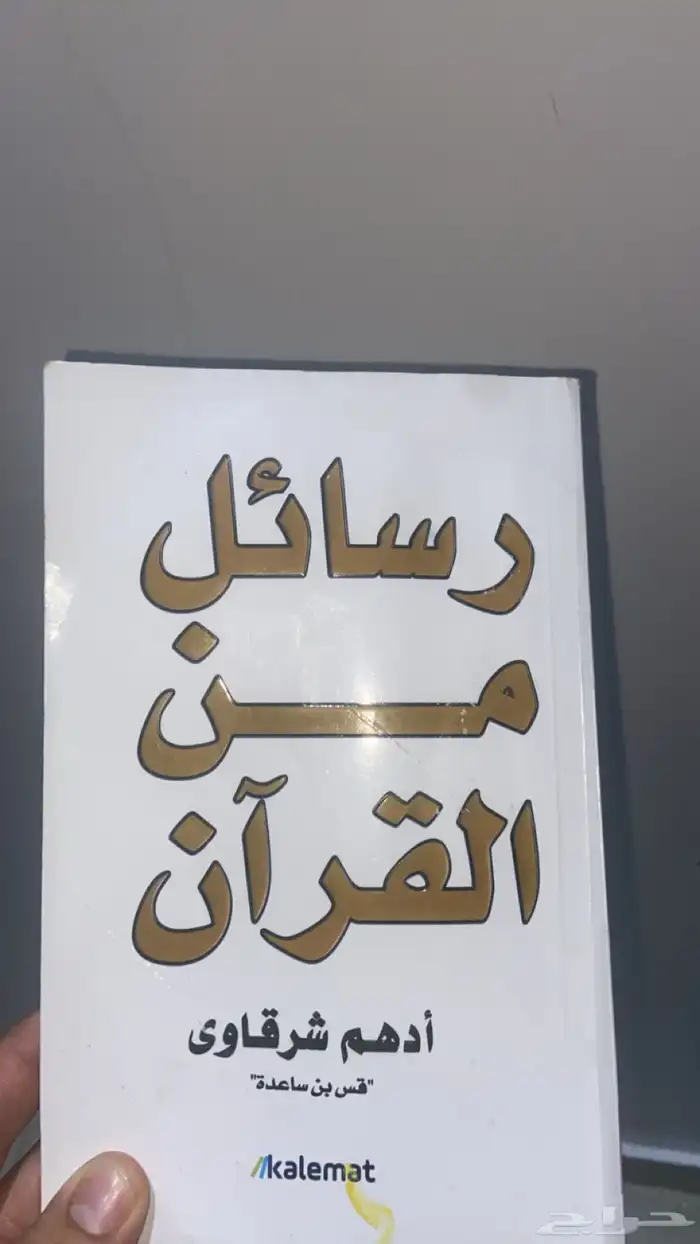 رسائل
من
القرآن
أدهم شرقاوى
"قس بن ساعدة"
kalemat
حراج